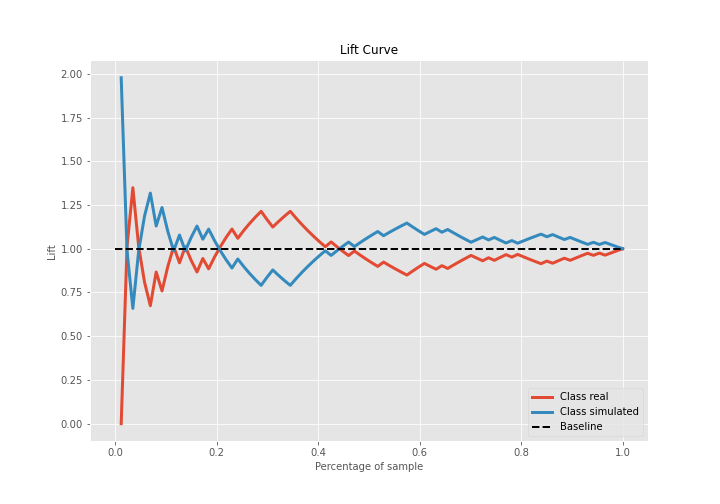 Lift Curve
2.00
1.75
1.50
1.25
1.00
0.75
0.50
0.25
0.00
Lift
0.0 0.2 0.4 0.6 0.8 1.0
Percentage of sample
Class real
Class simulated
Baseline